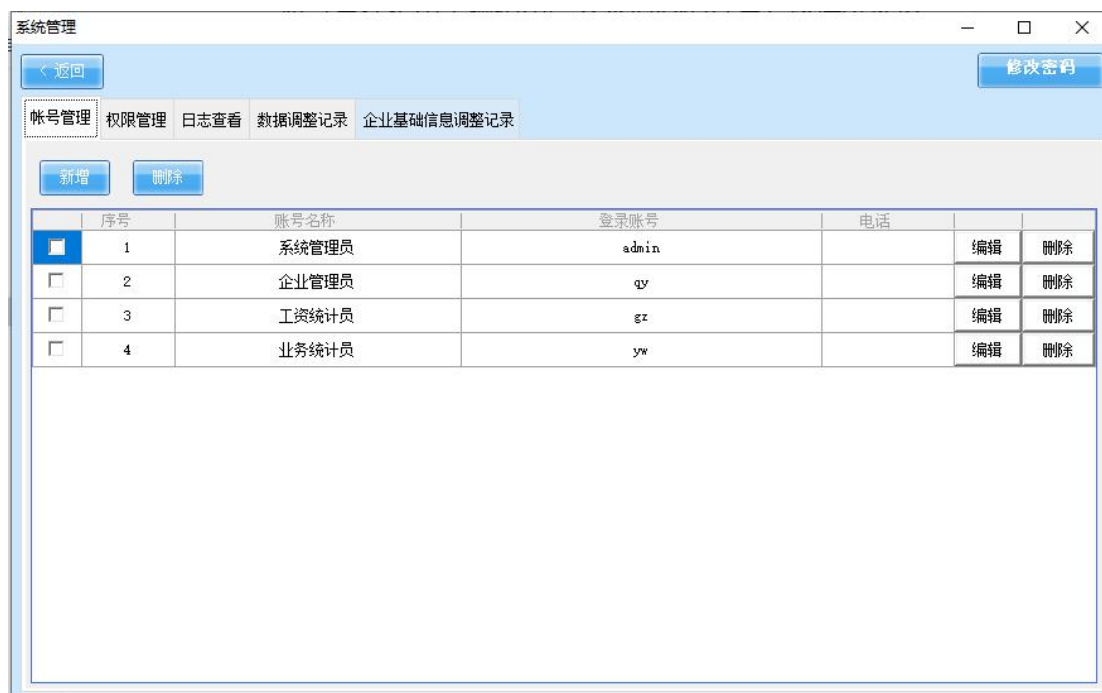 系统管理
< 返回 修改密码
帐号管理 权限管理 日志查看 数据调整记录 企业基础信息调整记录
新增 删除
序号 账号名称 登录账号 电话
1 系统管理员 admin 编辑 删除
2 企业管理员 qy 编辑 删除
3 工资统计员 gz 编辑 删除
4 业务统计员 yw 编辑 删除